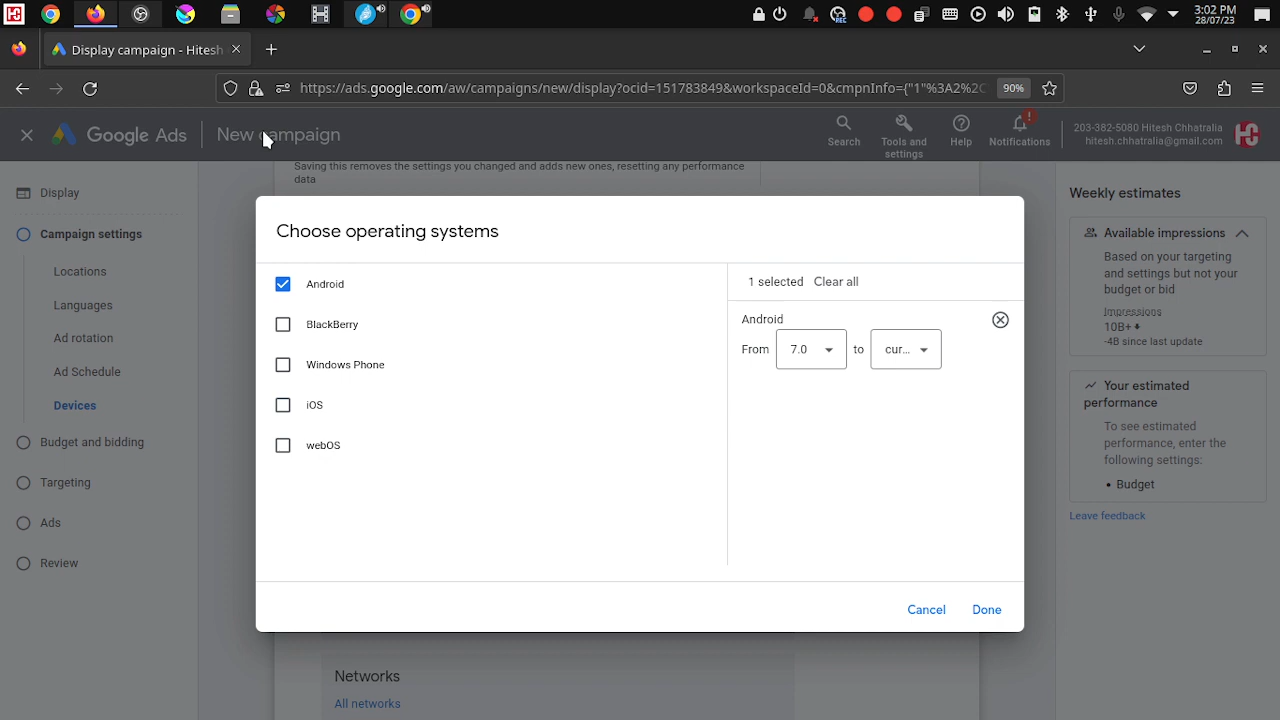 3:02 PM
28/07/23
Display campaign - Hitesh
https://ads.google.com/aw/campaigns/new/display?ocid=151783849&workspaceId=0&cmpnInfo={"1"%3A2%2C
90%
Google Ads
New campaign
Search
Tools and
settings
Help
Notifications
203-382-5080 Hitesh Chhatralia
hitesh.chhatralia@gmail.com
Saving this removes the settings you changed and adds new ones, resetting any performance
data
Display
Campaign settings
Locations
Languages
Ad rotation
Ad Schedule
Devices
Budget and bidding
Targeting
Ads
Review
Choose operating systems
Android
BlackBerry
Windows Phone
iOS
webOS
1 selected Clear all
Android
From 7.0 to cur...
Cancel Done
Networks
All networks
Weekly estimates
Available impressions
Based on your targeting
and settings but not your
budget or bid
Impressions
10B+
-4B since last update
Your estimated
performance
To see estimated
performance, enter the
following settings:
• Budget
Leave feedback